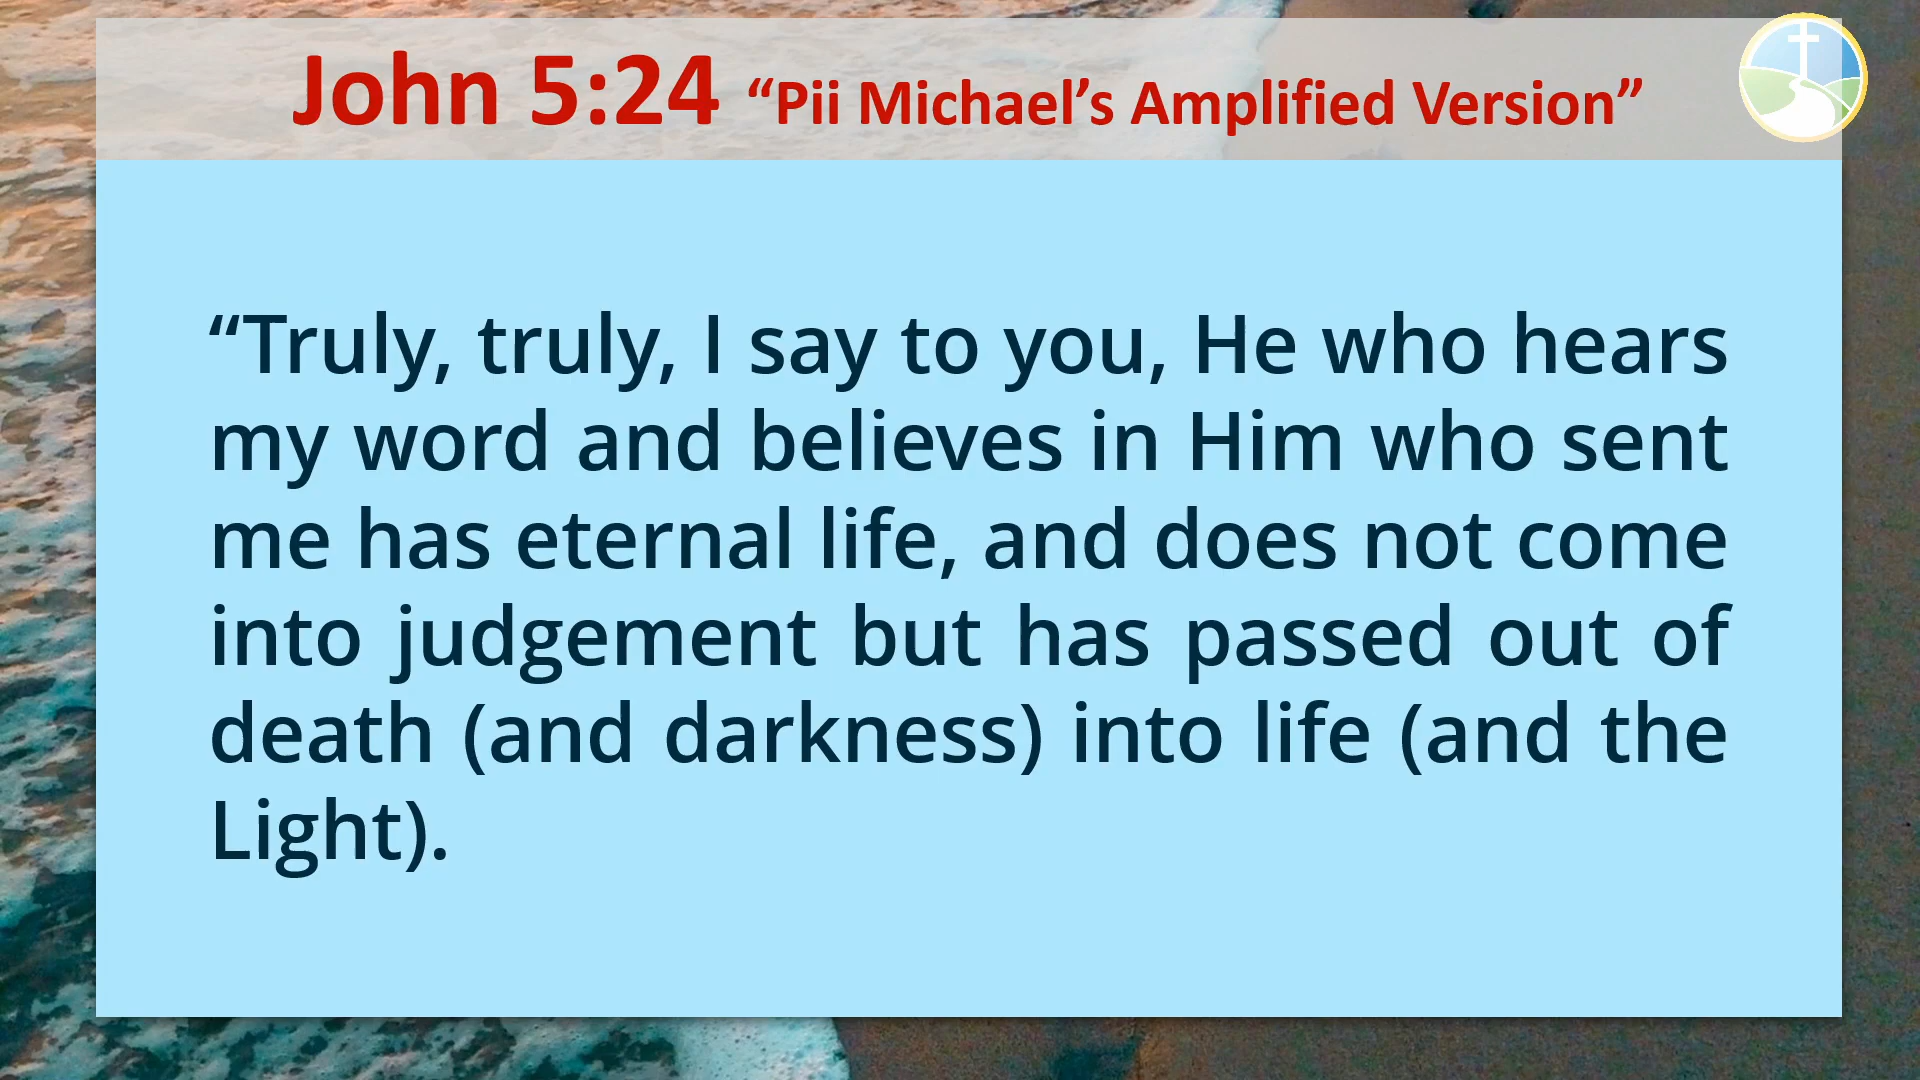 John 5:24 “Pii Michael’s Amplified Version”
“Truly, truly, I say to you, He who hears
my word and believes in Him who sent
me has eternal life, and does not come
into judgement but has passed out of
death (and darkness) into life (and the
Light).